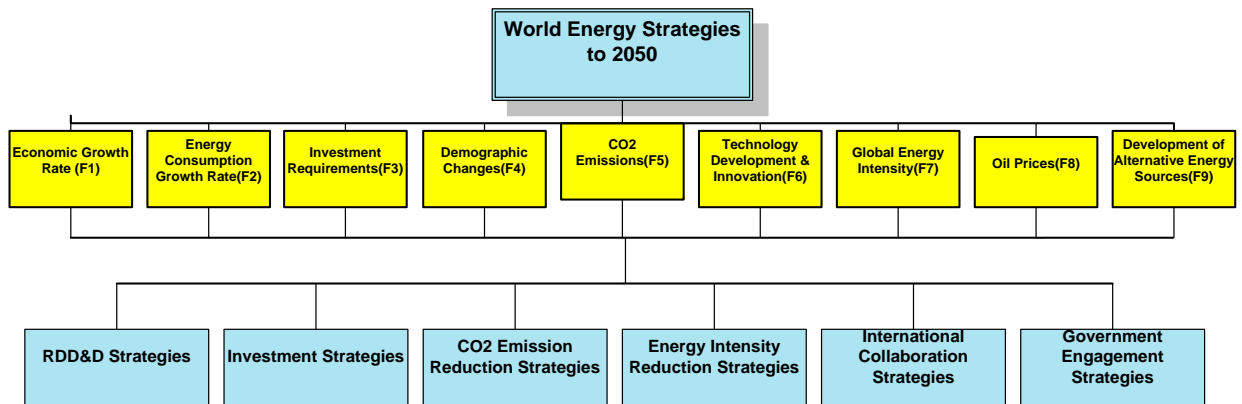 World Energy Strategies
to 2050
Economic Growth
Rate (F1)
Energy
Consumption
Growth Rate(F2)
Investment
Requirements(F3)
Demographic
Changes(F4)
CO2
Emissions(F5)
Technology
Development &
Innovation(F6)
Global Energy
Intensity(F7)
Oil Prices(F8)
Development of
Alternative Energy
Sources(F9)
RDD&D Strategies
Investment Strategies
CO2 Emission
Reduction Strategies
Energy Intensity
Reduction Strategies
International
Collaboration
Strategies
Government
Engagement
Strategies